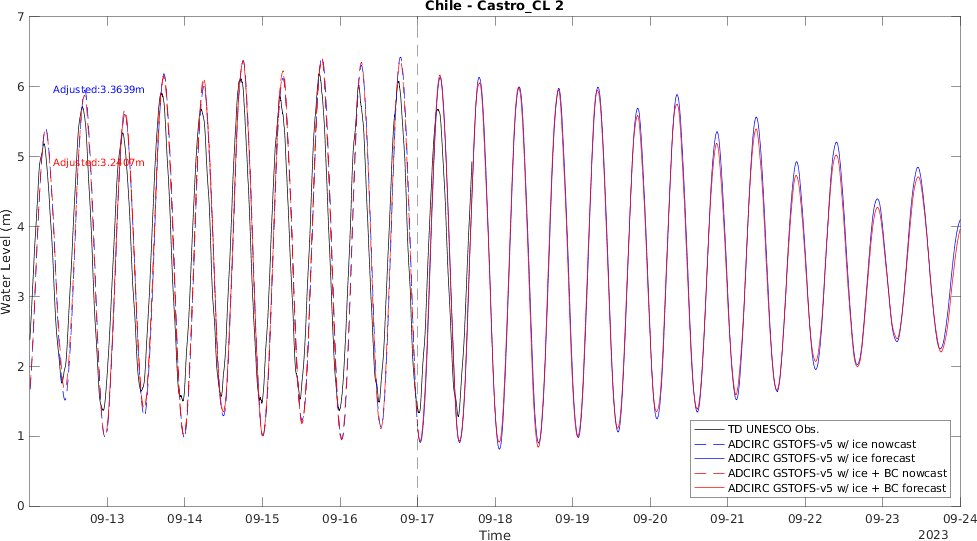 Chile - Castro_CL 2
Water Level (m)
7
6
5
4
3
2
1
0
Adjusted:3.3639m
Adjusted:3.2407m
TD UNESCO Obs.
ADCIRC GSTOFS-v5 w/ ice nowcast
ADCIRC GSTOFS-v5 w/ ice forecast
ADCIRC GSTOFS-v5 w/ ice + BC nowcast
ADCIRC GSTOFS-v5 w/ ice + BC forecast
09-13 09-14 09-15 09-16 09-17 09-18 09-19 09-20 09-21 09-22 09-23 09-24
Time
2023